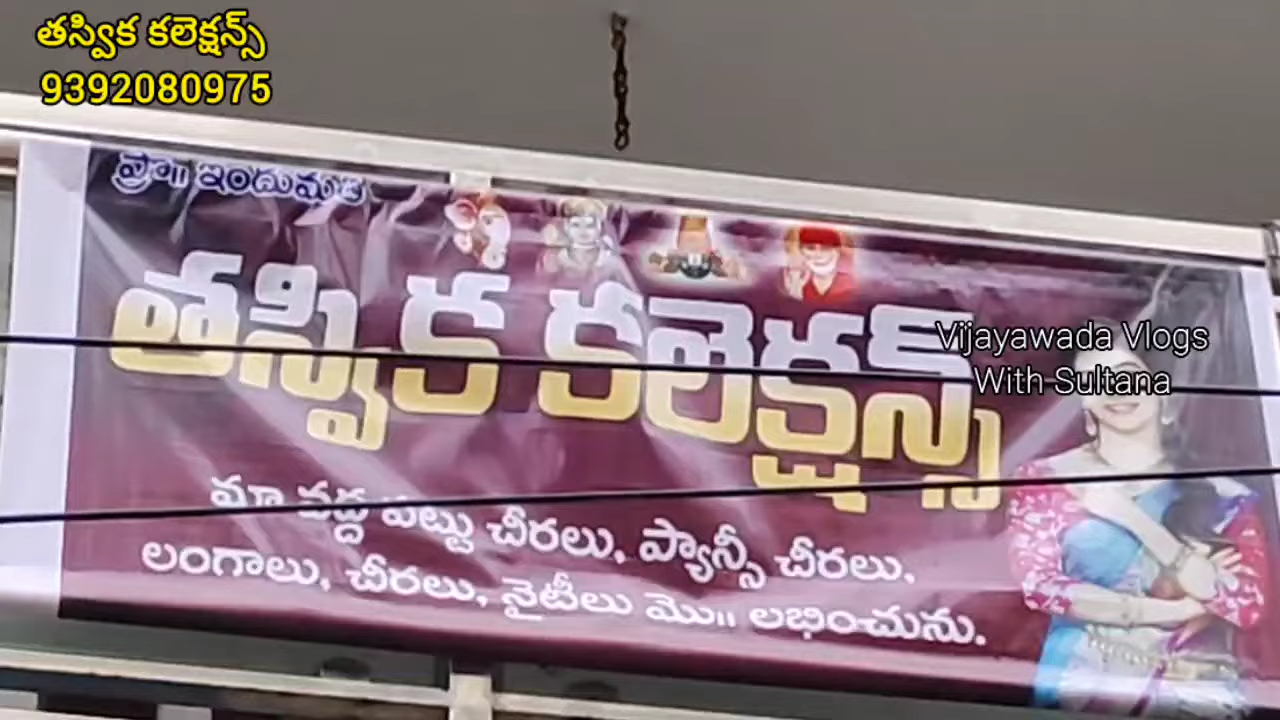 తస్విక కలెక్షన్స్
9392080975
ప్రొ॥ ఇందుమతి
తస్విక కలెక్షన్స్
Vijayawada Vlogs
With Sultana
మా వద్ద పట్టు చీరలు, ప్యాన్సీ చీరలు.
లంగాలు, చీరలు, నైటీలు మొ॥ లభించును.